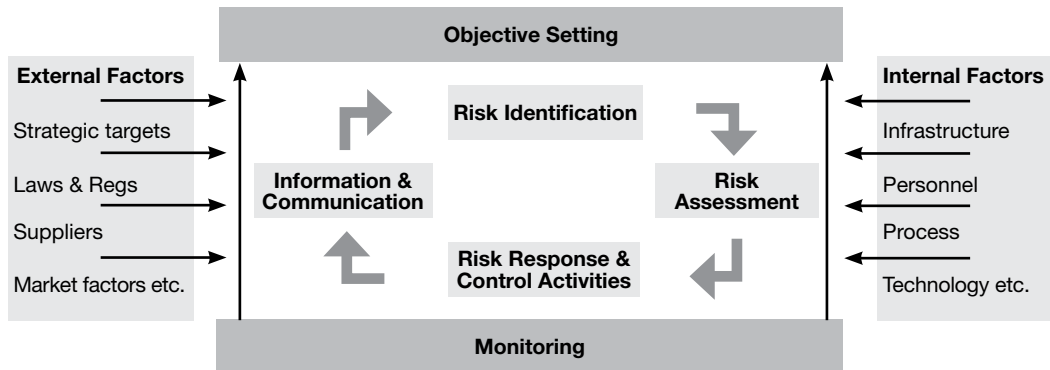 Objective Setting
External Factors
Strategic targets
Laws & Regs
Suppliers
Market factors etc.
Risk Identification
Information &
Communication
Risk
Assessment
Risk Response &
Control Activities
Internal Factors
Infrastructure
Personnel
Process
Technology etc.
Monitoring